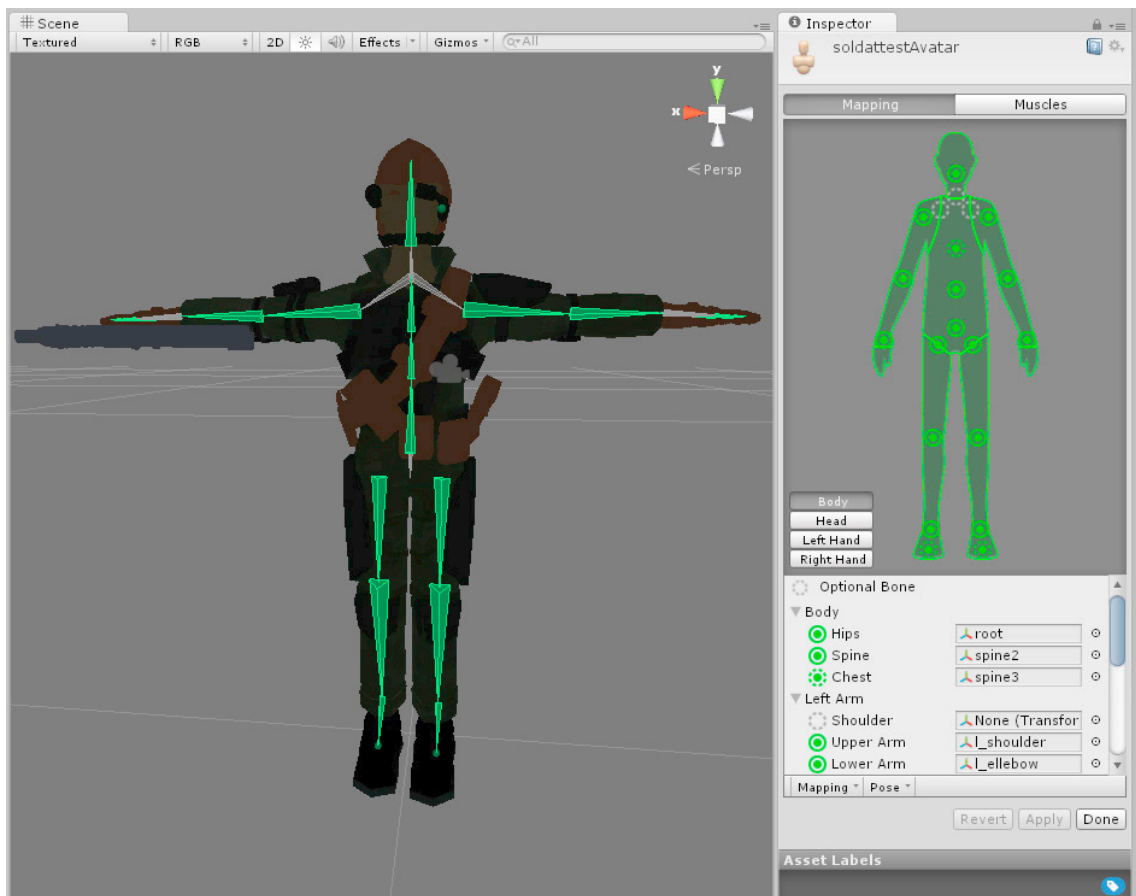 Scene
Textured RGB 2D Effects Gizmos All
y
x
Persp
Inspector
soldattestAvatar
Mapping Muscles
Body
Head
Left Hand
Right Hand
Optional Bone
Body
Hips root
Spine spine2
Chest spine3
Left Arm
Shoulder None (Transfor
Upper Arm l_shoulder
Lower Arm l_ellebow
Mapping Pose
Revert Apply Done
Asset Labels